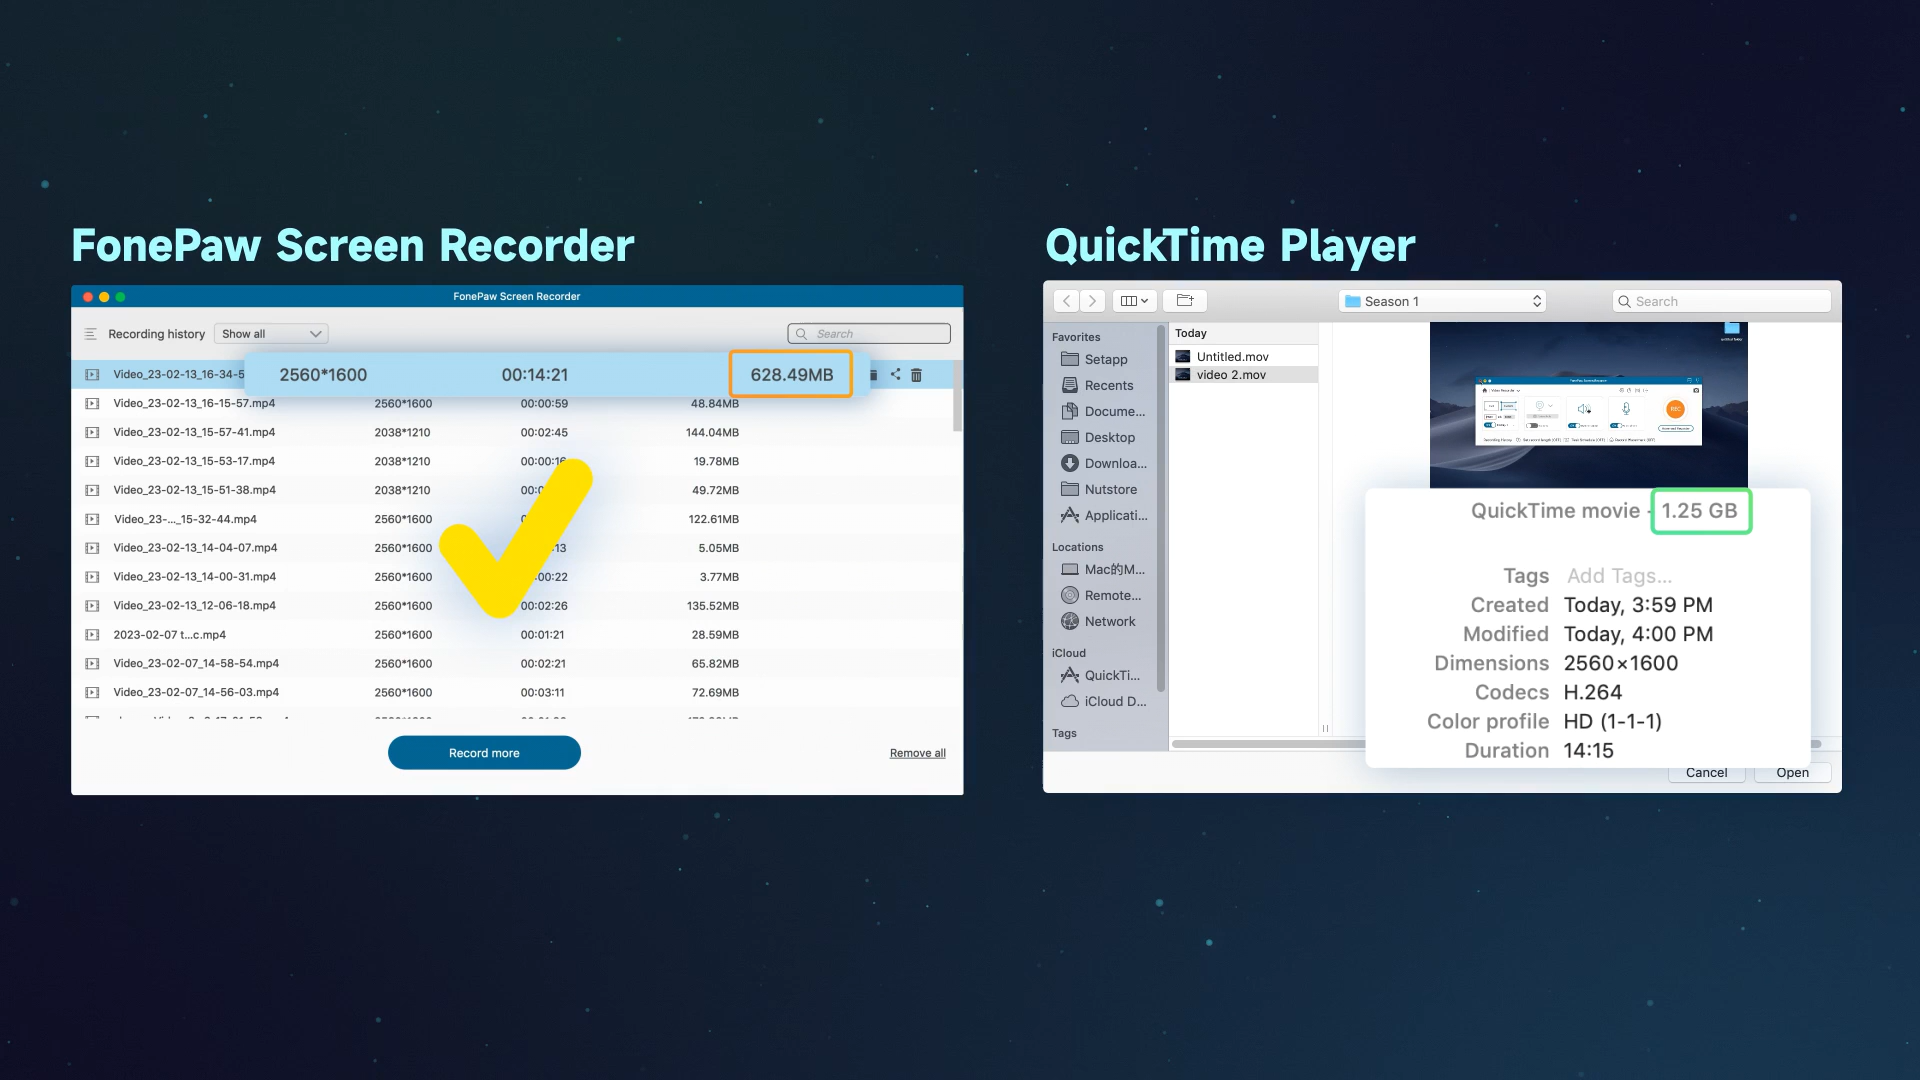 FonePaw Screen Recorder
FonePaw Screen Recorder
Recording history Show all Search
Video_23-02-13_16-34-5 2560*1600 00:14:21 628.49MB
Video_23-02-13_16-15-57.mp4 2560*1600 00:00:59 48.84MB
Video_23-02-13_15-57-41.mp4 2038*1210 00:02:45 144.04MB
Video_23-02-13_15-53-17.mp4 2038*1210 00:00:16 19.78MB
Video_23-02-13_15-51-38.mp4 2038*1210 49.72MB
Video_23-..._15-32-44.mp4 2560*1600 122.61MB
Video_23-02-13_14-04-07.mp4 2560*1600 :13 5.05MB
Video_23-02-13_14-00-31.mp4 2560*1600 :00:22 3.77MB
Video_23-02-13_12-06-18.mp4 2560*1600 00:02:26 135.52MB
2023-02-07 t...c.mp4 2560*1600 00:01:21 28.59MB
Video_23-02-07_14-58-54.mp4 2560*1600 00:02:21 65.82MB
Video_23-02-07_14-56-03.mp4 2560*1600 00:03:11 72.69MB
Record more
Remove all
QuickTime Player
Season 1
Search
Favorites
Setapp
Recents
Docume...
Desktop
Downloa...
Nutstore
Applicati...
Locations
Mac的M...
Remote...
Network
iCloud
QuickTi...
iCloud D...
Tags
Today
Untitled.mov
video 2.mov
REC
QuickTime movie - 1.25 GB
Tags Add Tags...
Created Today, 3:59 PM
Modified Today, 4:00 PM
Dimensions 2560×1600
Codecs H.264
Color profile HD (1-1-1)
Duration 14:15
Cancel Open